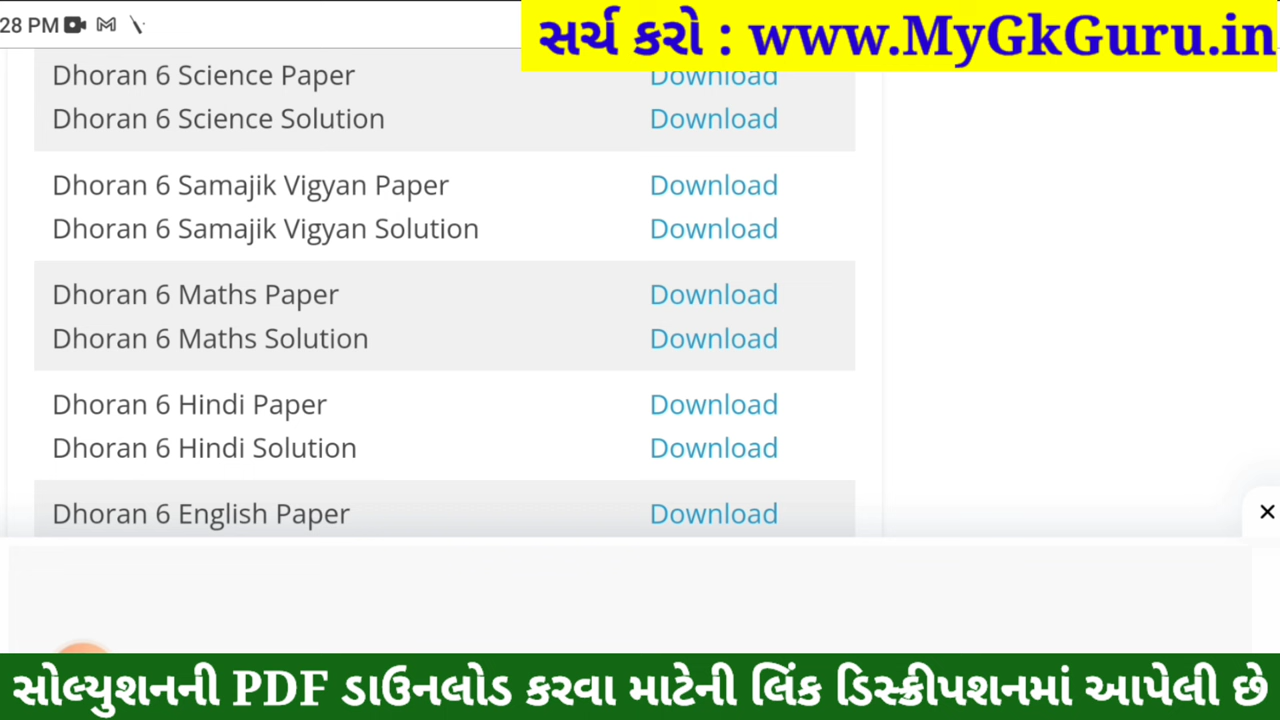 28 PM
સર્ચ કરો : www.MyGkGuru.in
Dhoran 6 Science Paper Download
Dhoran 6 Science Solution Download
Dhoran 6 Samajik Vigyan Paper Download
Dhoran 6 Samajik Vigyan Solution Download
Dhoran 6 Maths Paper Download
Dhoran 6 Maths Solution Download
Dhoran 6 Hindi Paper Download
Dhoran 6 Hindi Solution Download
Dhoran 6 English Paper Download
સોલ્યુશનની PDF ડાઉનલોડ કરવા માટેની લિંક ડિસ્ક્રીપશનમાં આપેલી છે